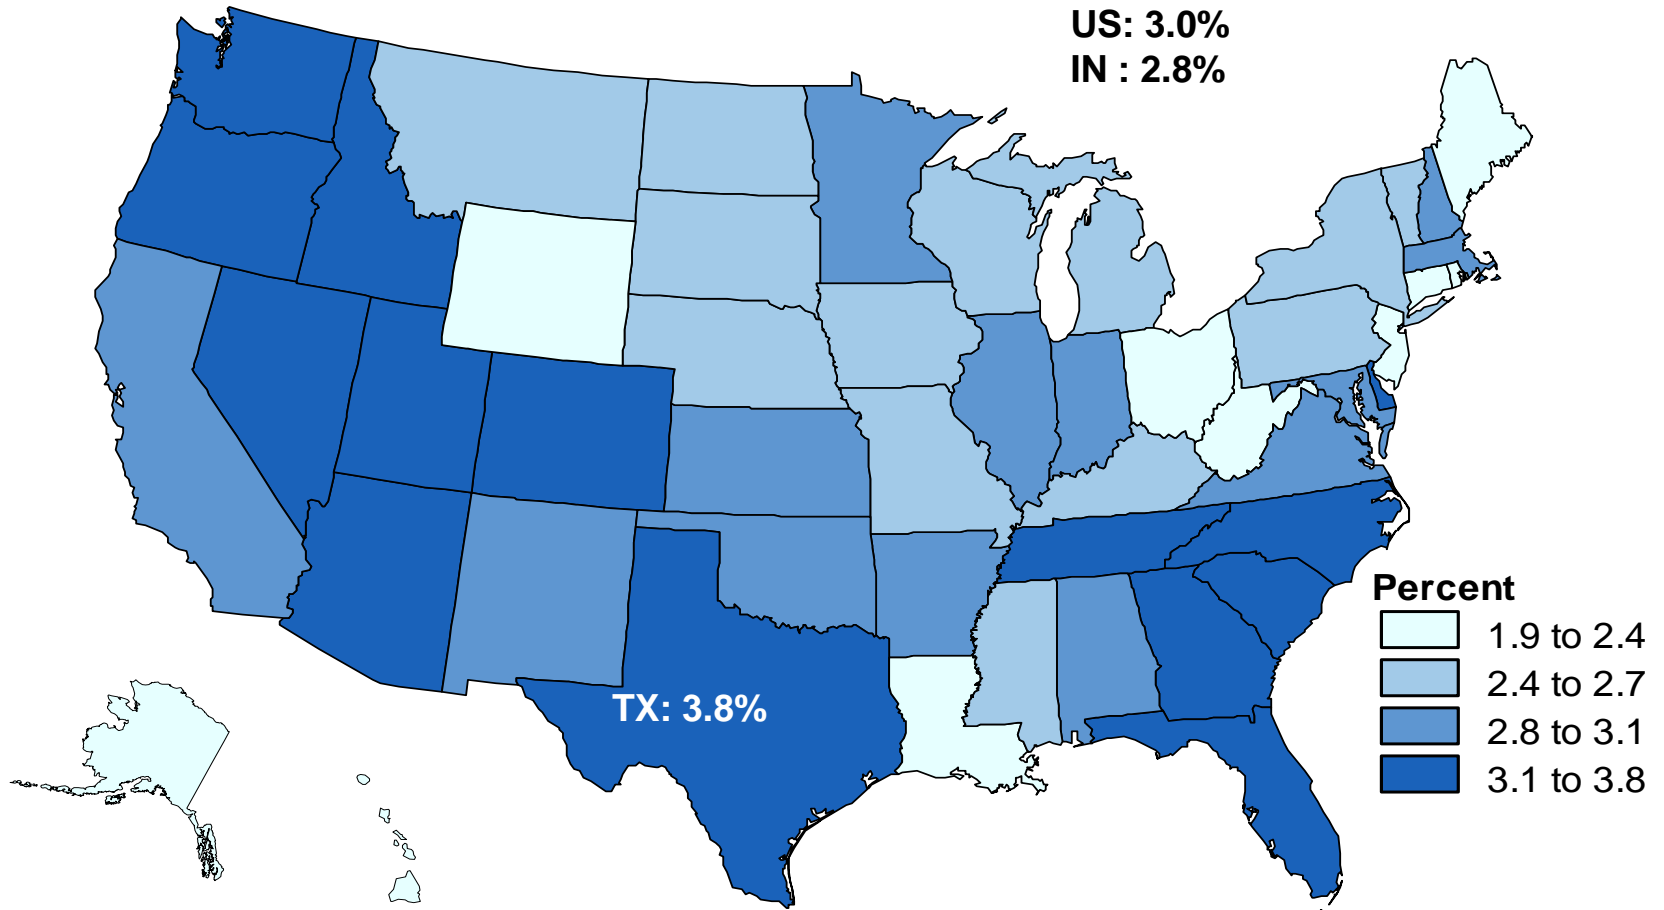 US: 3.0%
IN : 2.8%
TX: 3.8%
Percent
1.9 to 2.4
2.4 to 2.7
2.8 to 3.1
3.1 to 3.8